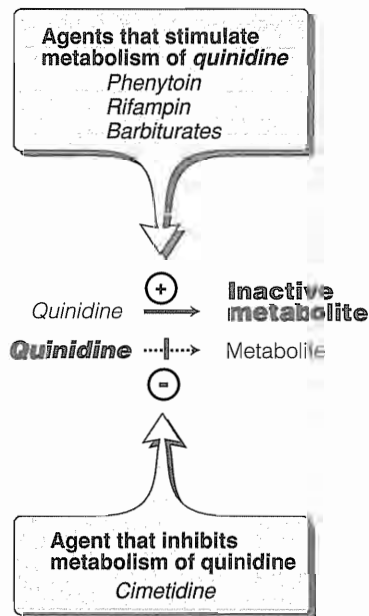 Agents that stimulate
metabolism of quinidine
Phenytoin
Rifampin
Barbiturates
+
Quinidine
Inactive
metabolite
Quinidine
Metabolite
-
Agent that inhibits
metabolism of quinidine
Cimetidine